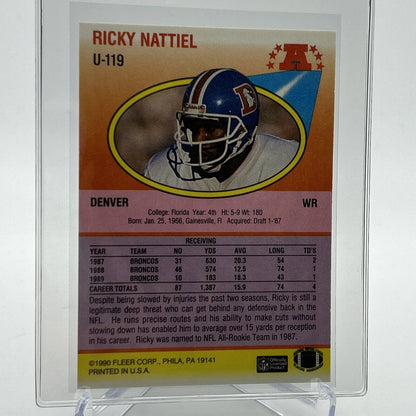 RICKY NATTIEL
U-119
A
D
DENVER WR
College: Florida Year: 4th Ht: 5-9 Wt: 180
Born: Jan. 25, 1966, Gainesville, Fl Acquired: Draft 1-'87
RECEIVING
YEAR TEAM NO YDS AVG LONG TD'S
1987 BRONCOS 31 630 20.3 54 2
1988 BRONCOS 46 574 12.5 74 1
1989 BRONCOS 10 183 18.3 43 1
CAREER TOTALS 87 1,387 15.9 74 4
Despite being slowed by injuries the past two seasons, Ricky is still a
legitimate deep threat who can get behind any defensive back in the
NFL. He runs precise routes and his ability to make cuts without
slowing down has enabled him to average over 15 yards per reception
in his career. Ricky was named to NFL All-Rookie Team in 1987.
©1990 FLEER CORP., PHILA, PA 19141
PRINTED IN U.S.A.
Officially
Licensed
Product